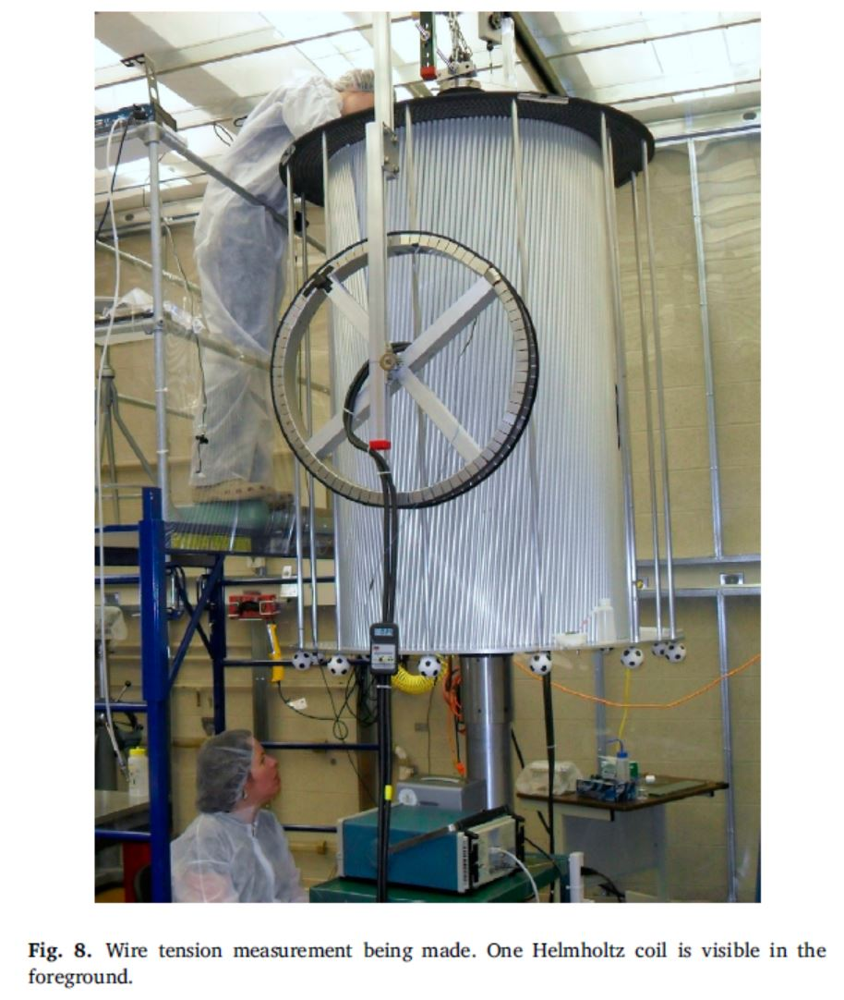 Fig. 8. Wire tension measurement being made. One Helmholtz coil is visible in the
foreground.